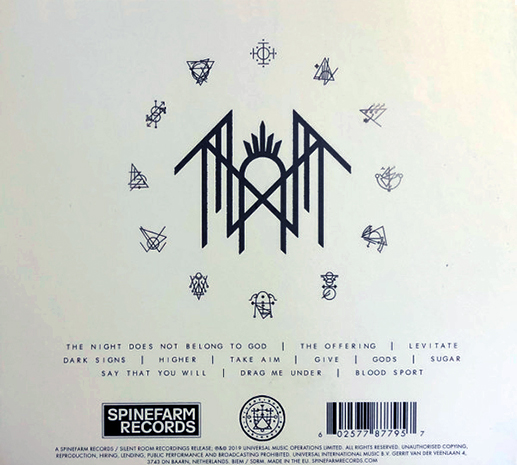 THE NIGHT DOES NOT BELONG TO GOD | THE OFFERING | LEVITATE
DARK SIGNS | HIGHER | TAKE AIM | GIVE | GODS | SUGAR
SAY THAT YOU WILL | DRAG ME UNDER | BLOOD SPORT
SPINEFARM
RECORDS
6 02577 87795 7
A SPINEFARM RECORDS / SILENT ROOM RECORDINGS RELEASE; ℗&© 2019 UNIVERSAL MUSIC OPERATIONS LIMITED. ALL RIGHTS RESERVED. UNAUTHORISED COPYING,
REPRODUCTION, HIRING, LENDING, PUBLIC PERFORMANCE AND BROADCASTING PROHIBITED. UNIVERSAL INTERNATIONAL MUSIC B.V. GERRIT VAN DER VEENLAAN 4,
3743 DN BAARN, NETHERLANDS. BIEM / SDRM. MADE IN THE EU. SPINEFARMRECORDS.COM